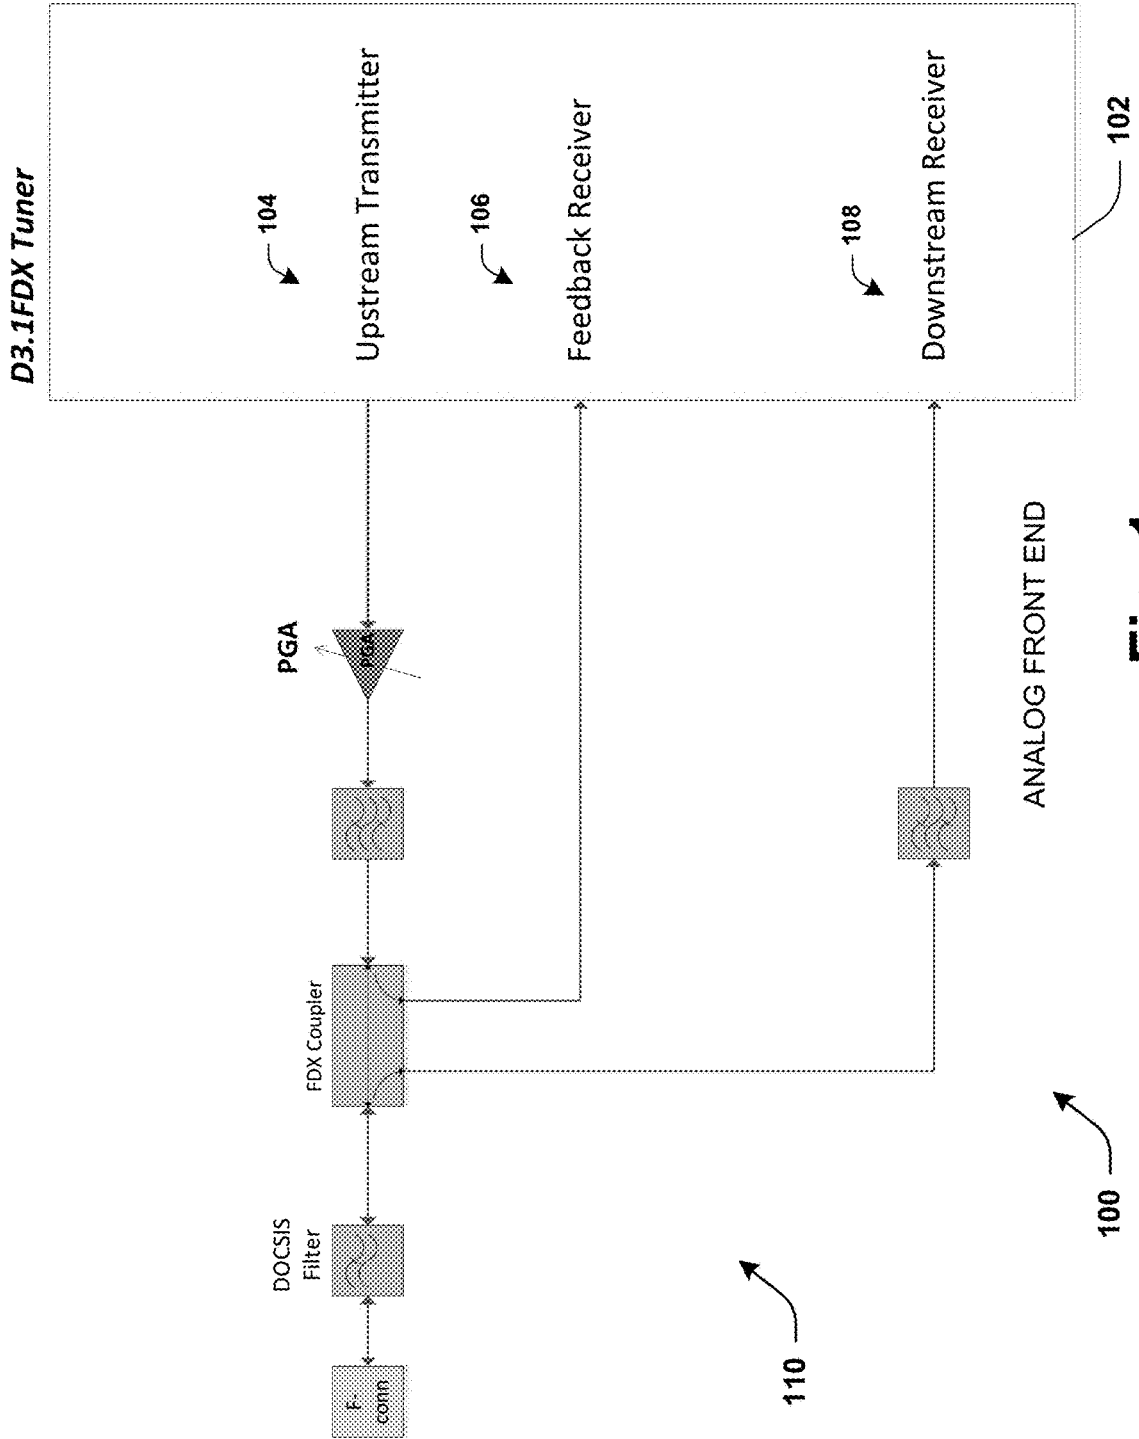 D3.1FDX Tuner
104
Upstream Transmitter
106
Feedback Receiver
108
Downstream Receiver
102
PGA
PGA
FDX Coupler
DOCSIS
Filter
F-
conn
ANALOG FRONT END
110
100